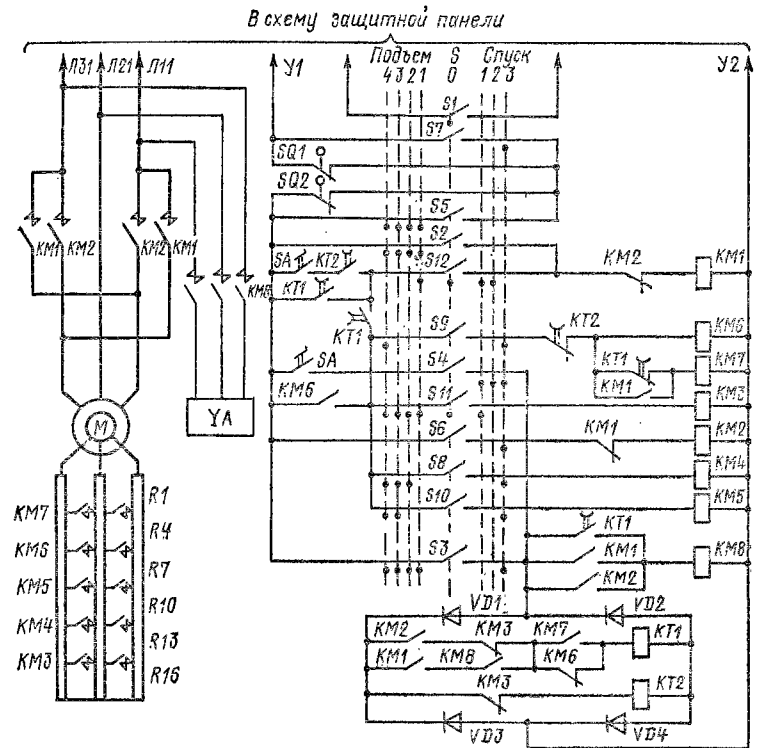 В схему защитной панели
Л31 Л21 Л11 У1 Подъем S Спуск У2
4 3 2 1 0 1 2 3
S1
S7
SQ1
SQ2
S5
KM1 KM2 KM2 KM1
S2
SA KT2 S12 KM2 KM1
KT1
KT1 S9 KT2 KM6
SA S4 KT1 KM7
KM1
YA KM6 S11 KM3
M
S6 KM1 KM2
S8 KM4
R1
KM7 S10 KM5
R4 KT1
KM6
R7 S3 KM1 KM8
KM5
R10 KM2
KM4 VD1 VD2
R13 KM2 KM3 KM7 KT1
KM3 KM1 KM8 KM6
R16
KM3 KT2
VD3 VD4